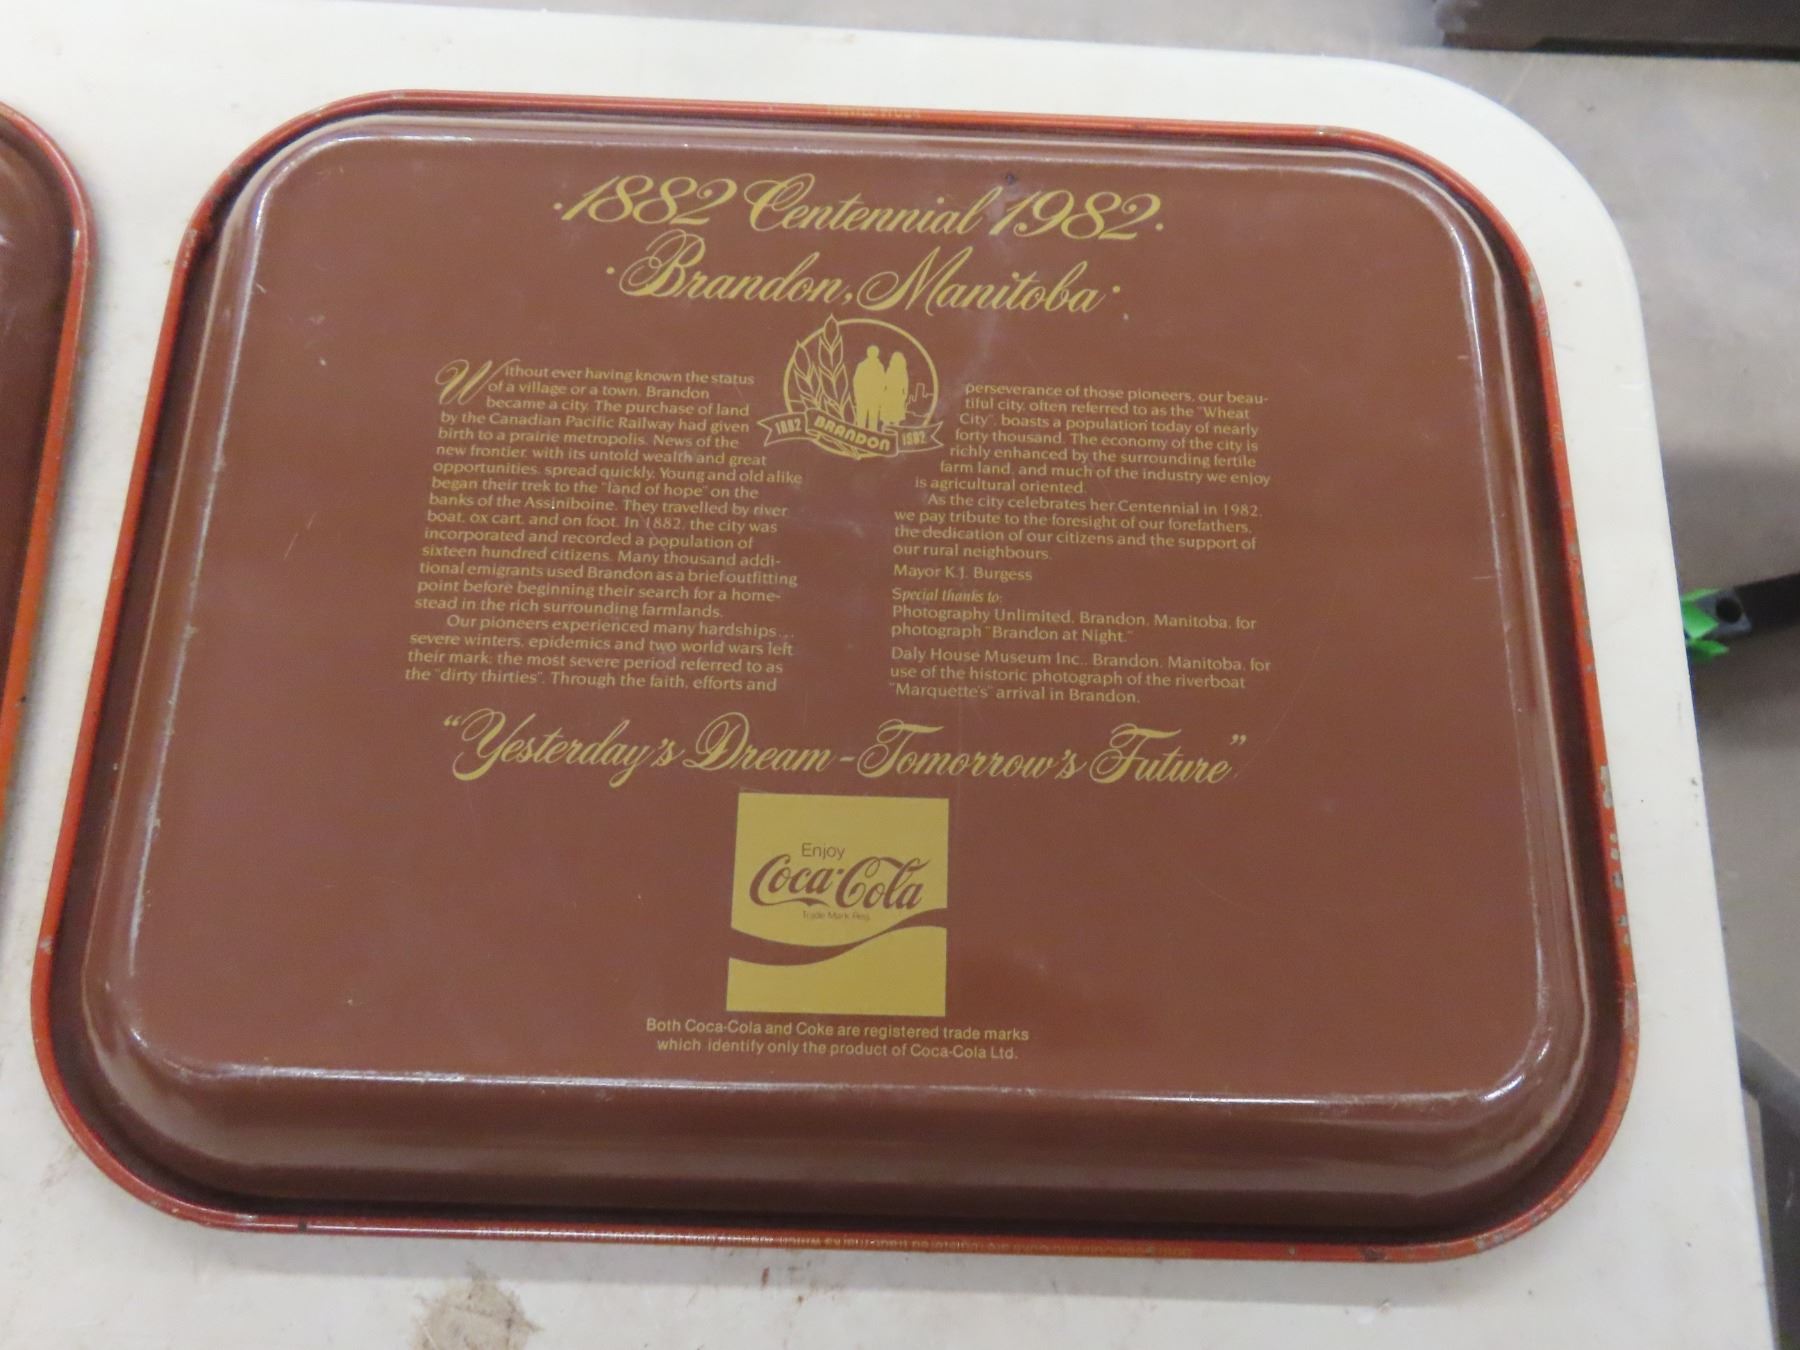 ·1882 Centennial 1982·
·Brandon, Manitoba·
Without ever having known the status
of a village or a town, Brandon
became a city. The purchase of land
by the Canadian Pacific Railway had given
birth to a prairie metropolis. News of the
new frontier, with its untold wealth and great
opportunities, spread quickly. Young and old alike
began their trek to the "land of hope" on the
banks of the Assiniboine. They travelled by river
boat, ox cart, and on foot. In 1882, the city was
incorporated and recorded a population of
sixteen hundred citizens. Many thousand addi-
tional emigrants used Brandon as a brief outfitting
point before beginning their search for a home-
stead in the rich surrounding farmlands.
Our pioneers experienced many hardships...
severe winters, epidemics and two world wars left
their mark; the most severe period referred to as
the "dirty thirties". Through the faith, efforts and
1882 BRANDON 1982
perseverance of those pioneers, our beau-
tiful city, often referred to as the "Wheat
City", boasts a population today of nearly
forty thousand. The economy of the city is
richly enhanced by the surrounding fertile
farm land, and much of the industry we enjoy
is agricultural oriented.
As the city celebrates her Centennial in 1982,
we pay tribute to the foresight of our forefathers,
the dedication of our citizens and the support of
our rural neighbours.
Mayor K.J. Burgess
Special thanks to:
Photography Unlimited, Brandon, Manitoba, for
photograph "Brandon at Night."
Daly House Museum Inc., Brandon, Manitoba, for
use of the historic photograph of the riverboat
"Marquette's" arrival in Brandon.
"Yesterday's Dream - Tomorrow's Future"
Enjoy
Coca-Cola
Trade Mark Reg.
Both Coca-Cola and Coke are registered trade marks
which identify only the product of Coca-Cola Ltd.